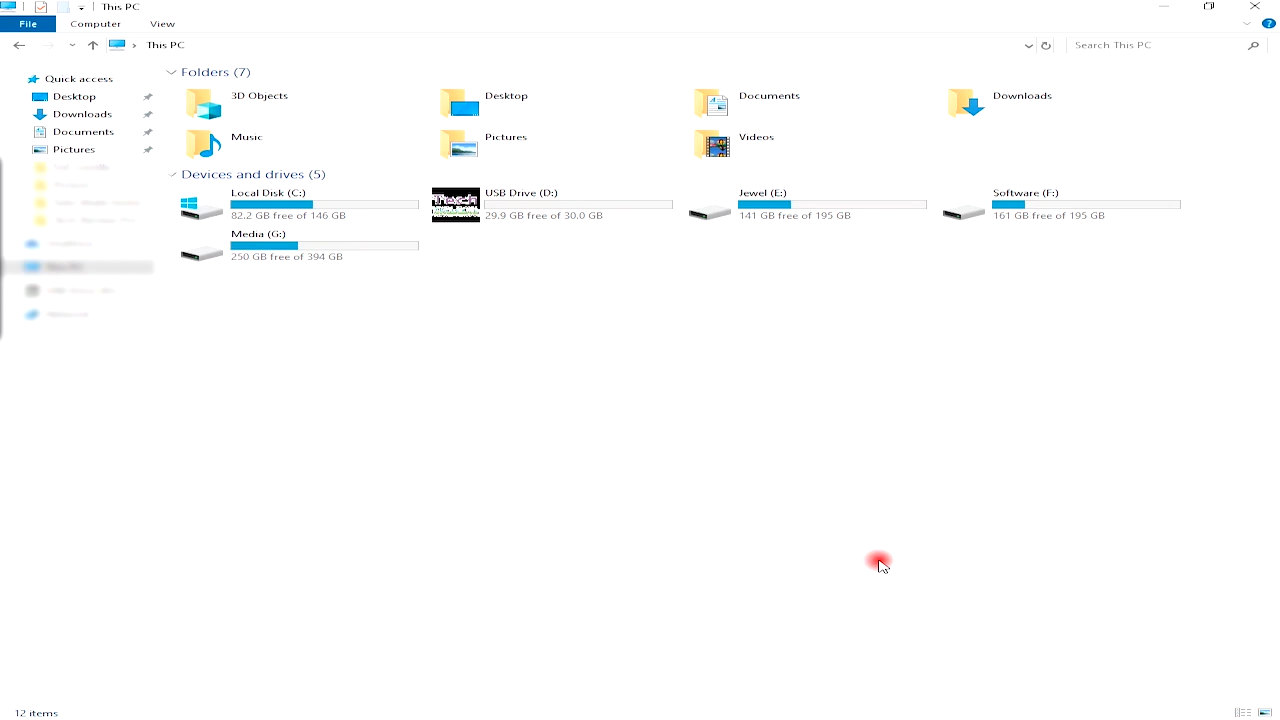 This PC
File Computer View
This PC
Search This PC
Quick access
Desktop
Downloads
Documents
Pictures
Folders (7)
3D Objects
Desktop
Documents
Downloads
Music
Pictures
Videos
Devices and drives (5)
Local Disk (C:)
82.2 GB free of 146 GB
USB Drive (D:)
29.9 GB free of 30.0 GB
Jewel (E:)
141 GB free of 195 GB
Software (F:)
161 GB free of 195 GB
Media (G:)
250 GB free of 394 GB
12 items